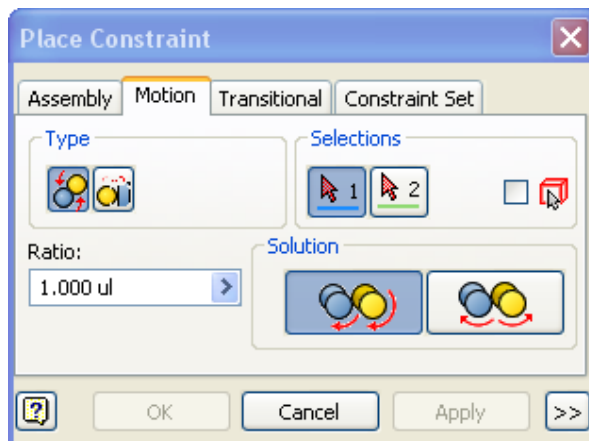 Place Constraint
Assembly Motion Transitional Constraint Set
Type Selections
1 2
Ratio: Solution
1.000 ul
? OK Cancel Apply >>